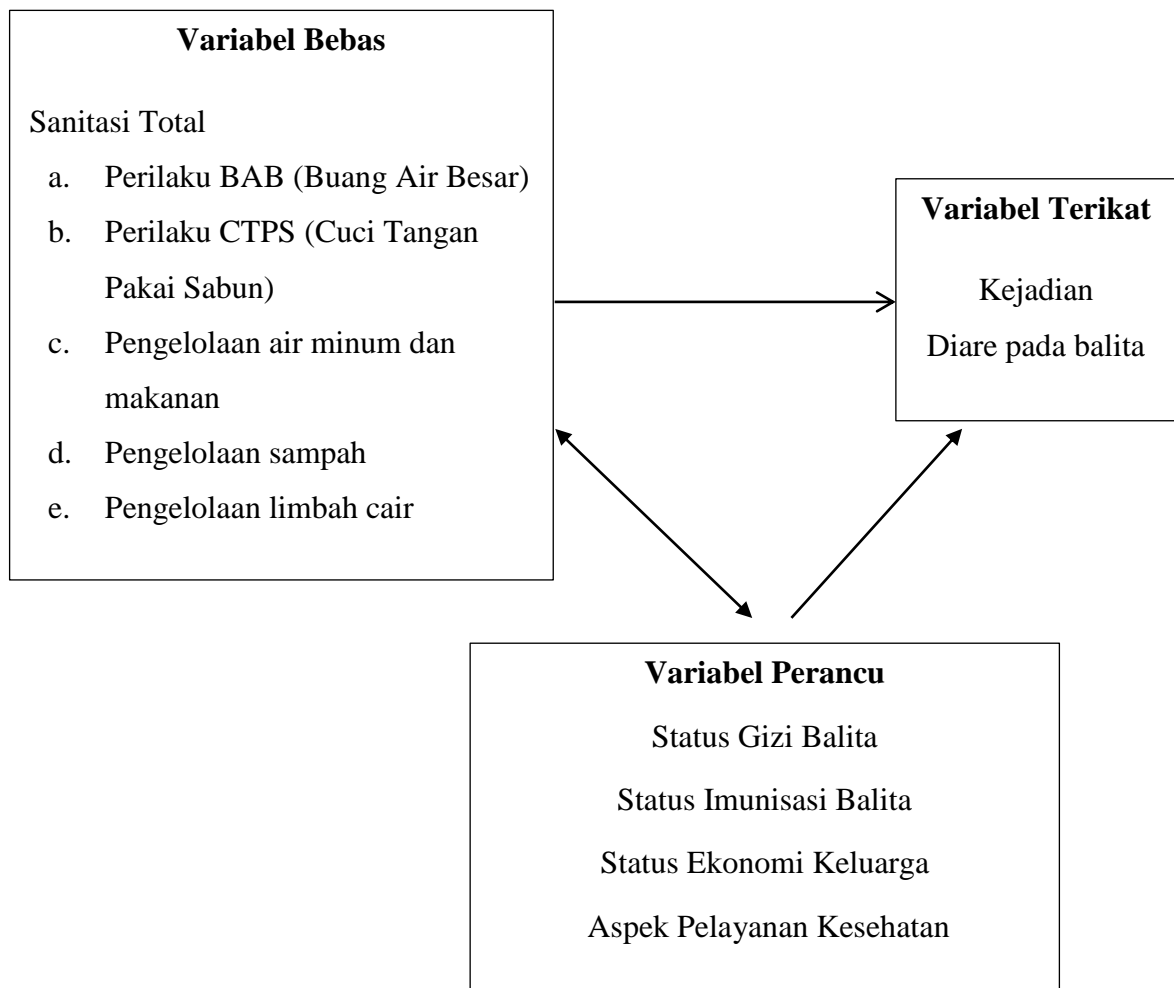 Variabel Bebas
Sanitasi Total
a. Perilaku BAB (Buang Air Besar)
b. Perilaku CTPS (Cuci Tangan
Pakai Sabun)
c. Pengelolaan air minum dan
makanan
d. Pengelolaan sampah
e. Pengelolaan limbah cair
Variabel Terikat
Kejadian
Diare pada balita
Variabel Perancu
Status Gizi Balita
Status Imunisasi Balita
Status Ekonomi Keluarga
Aspek Pelayanan Kesehatan